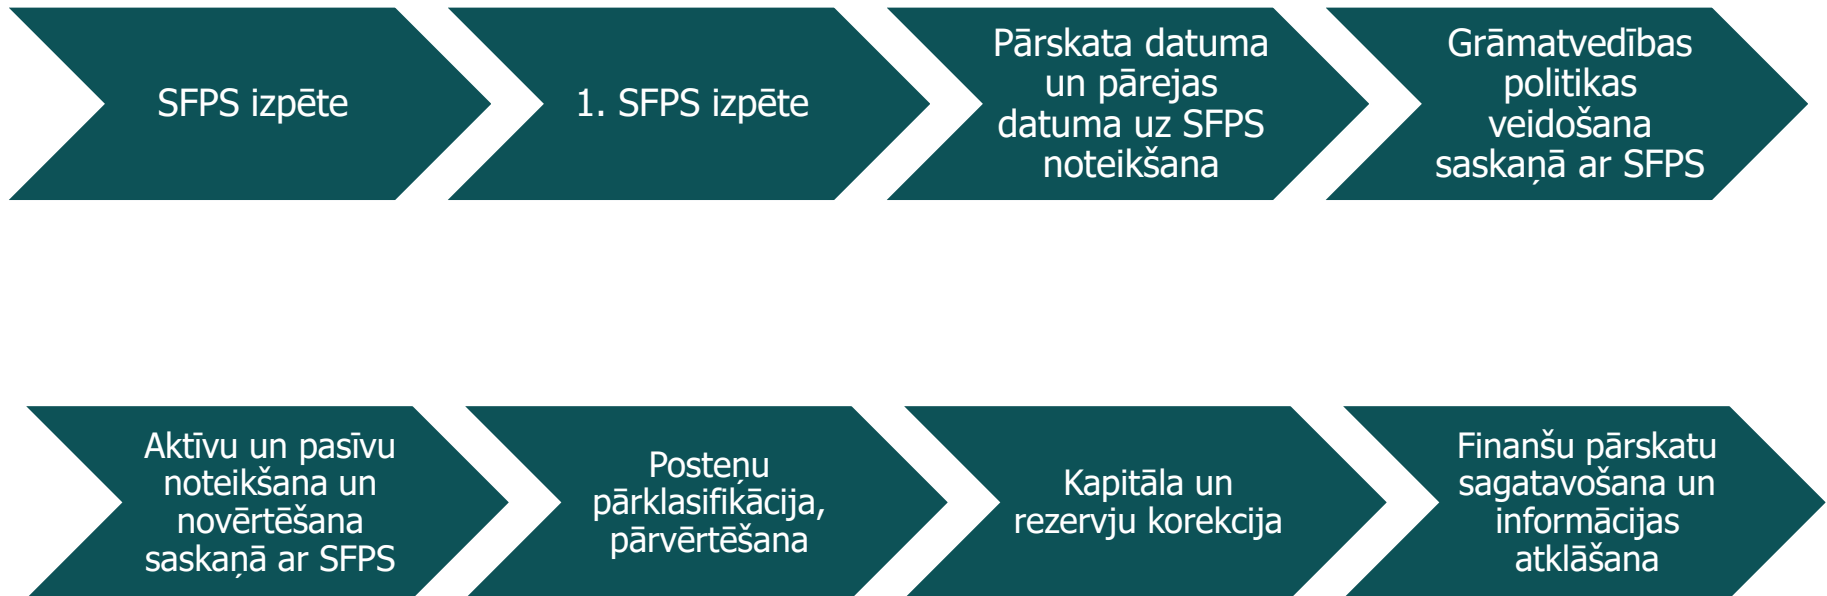 SFPS izpēte
1. SFPS izpēte
Pārskata datuma
un pārejas
datuma uz SFPS
noteikšana
Grāmatvedības
politikas
veidošana
saskaņā ar SFPS
Aktīvu un pasīvu
noteikšana un
novērtēšana
saskaņā ar SFPS
Posteņu
pārklasifikācija,
pārvērtēšana
Kapitāla un
rezervju korekcija
Finanšu pārskatu
sagatavošana un
informācijas
atklāšana